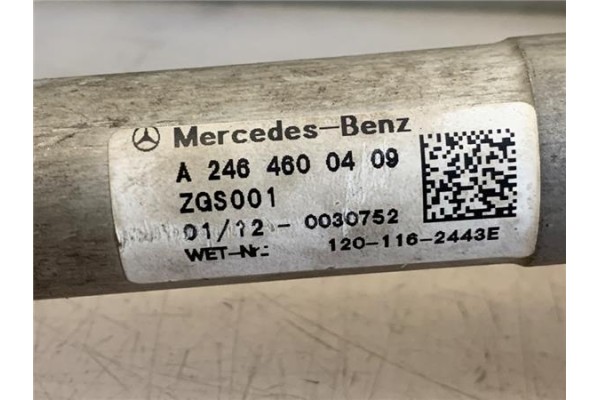 Mercedes-Benz
A 246 460 04 09
ZGS001
01/12 - 0030752
WET-Nr.: 120-116-2443E